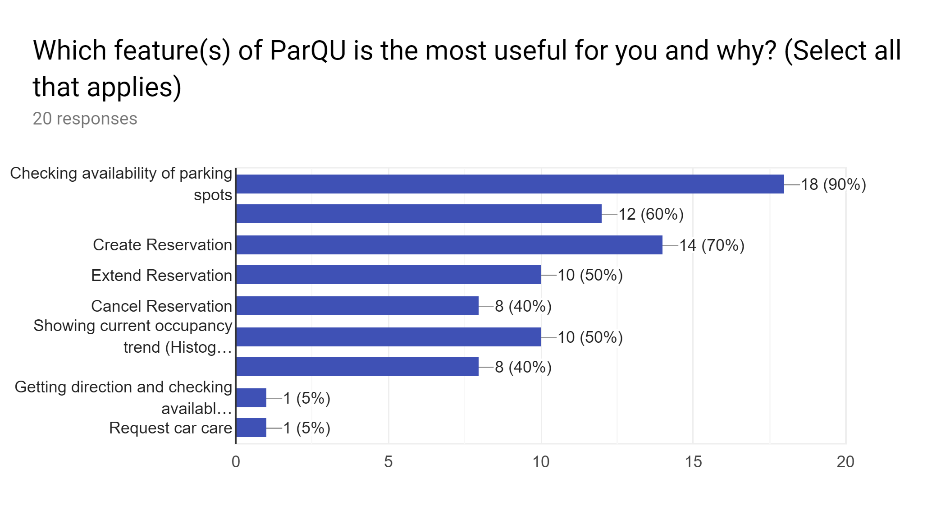 Which feature(s) of ParQU is the most useful for you and why? (Select all
that applies)
20 responses
Checking availability of parking
spots
18 (90%)
12 (60%)
Create Reservation
14 (70%)
Extend Reservation
10 (50%)
Cancel Reservation
8 (40%)
Showing current occupancy
trend (Histog…
10 (50%)
8 (40%)
Getting direction and checking
availabl…
1 (5%)
Request car care
1 (5%)
0 5 10 15 20